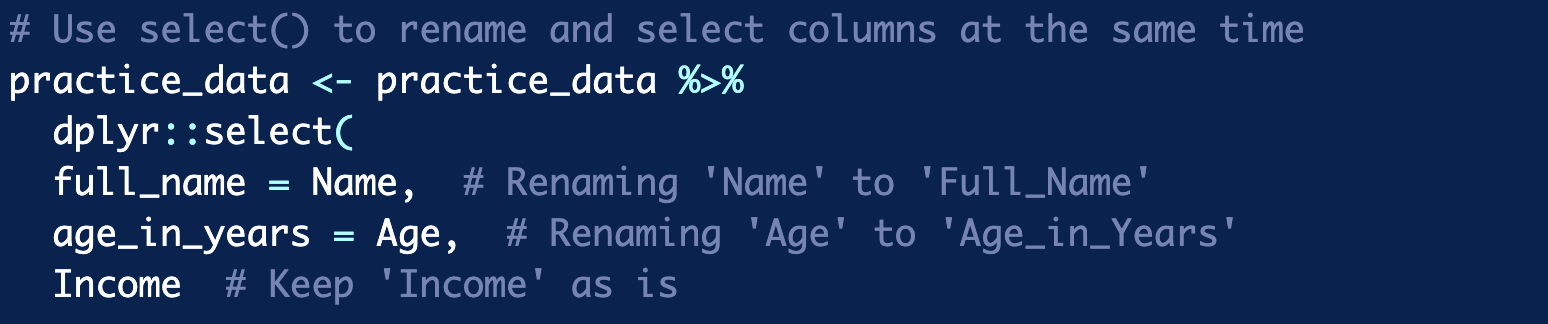 # Use select() to rename and select columns at the same time
practice_data <- practice_data %>%
  dplyr::select(
  full_name = Name,  # Renaming 'Name' to 'Full_Name'
  age_in_years = Age,  # Renaming 'Age' to 'Age_in_Years'
  Income  # Keep 'Income' as is